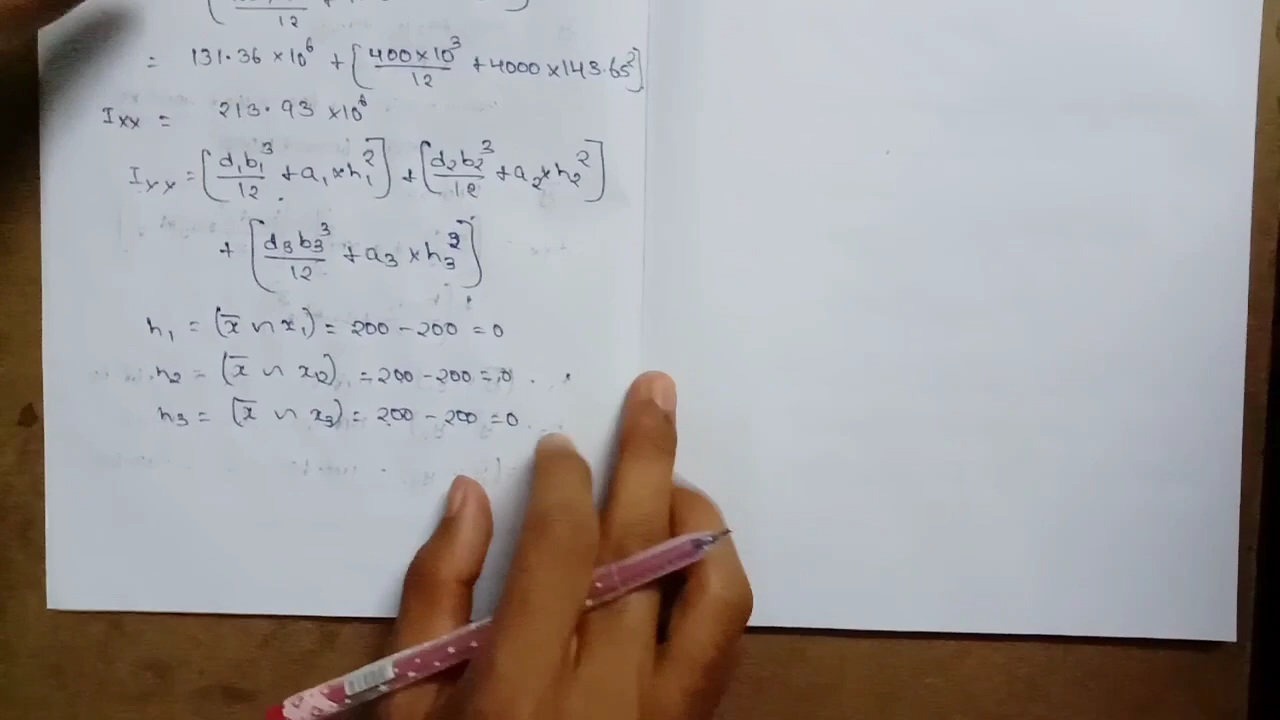 12
= 131.36 ×10⁶ + [400×10³/12 + 4000×143.65²]
Ixx = 213.93 ×10⁶
Iyy = [d₁b₁³/12 + a₁×h₁²] + [d₂b₂³/12 + a₂×h₂²]
+ [d₃b₃³/12 + a₃×h₃²]
h₁ = (x̄ ∽ x₁) = 200 − 200 = 0
h₂ = (x̄ ∽ x₂) = 200 − 200 = 0.
h₃ = (x̄ ∽ x₃) = 200 − 200 = 0